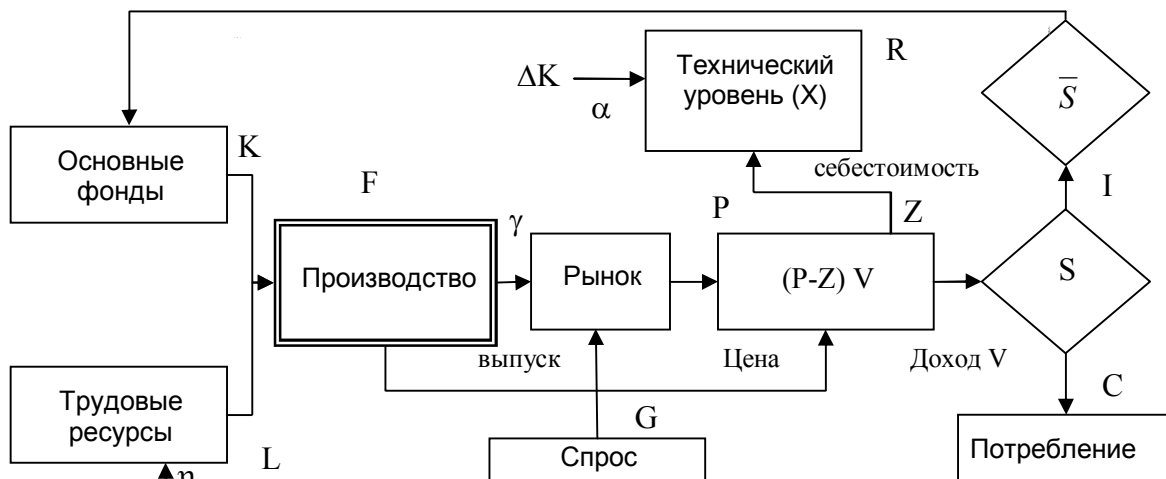 S̅
R
Технический
уровень (X)
ΔK
α
Основные
фонды
K
себестоимость
I
F
P
Z
γ
Производство
Рынок
(P-Z) V
S
выпуск
Цена
Доход V
C
Трудовые
ресурсы
G
L
Спрос
Потребление
η